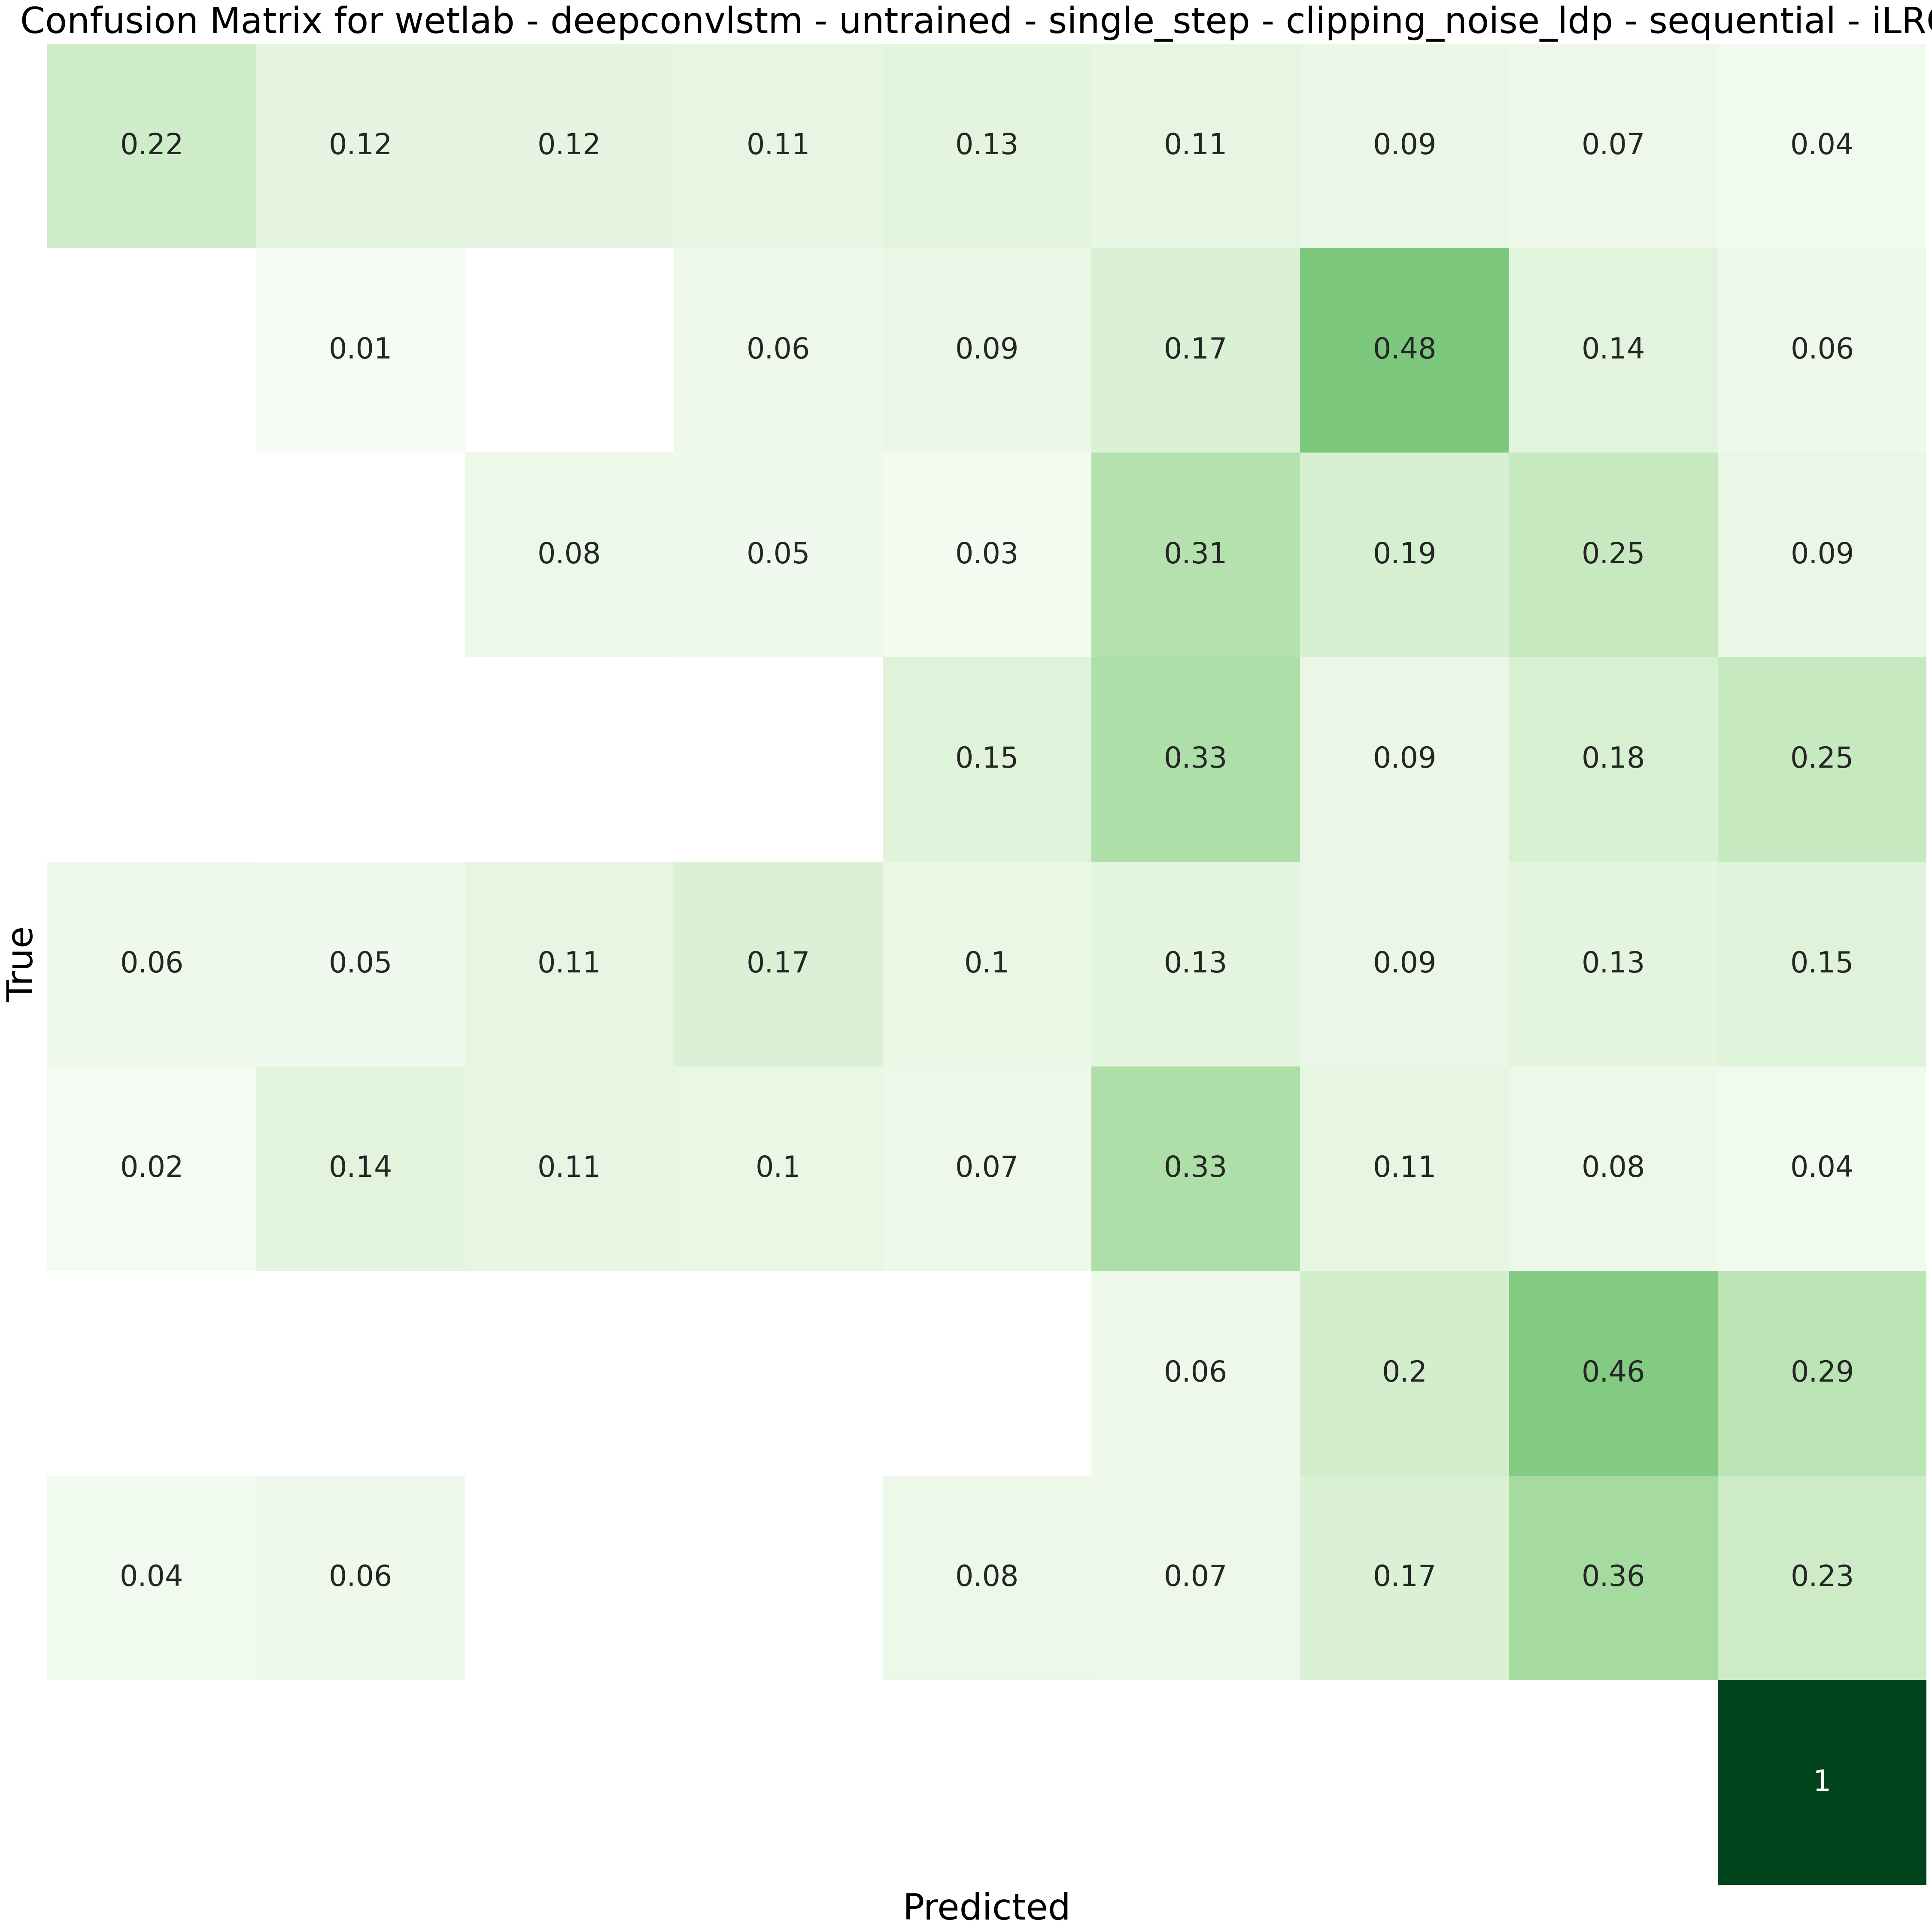 Confusion Matrix for wetlab - deepconvlstm - untrained - single_step - clipping_noise_ldp - sequential -
0.22 0.12 0.12 0.11 0.13 0.11 0.09 0.07 0.04
0.01 0.06 0.09 0.17 0.48 0.14 0.06
0.08 0.05 0.03 0.31 0.19 0.25 0.09
0.15 0.33 0.09 0.18 0.25
True
0.06 0.05 0.11 0.17 0.1 0.13 0.09 0.13 0.15
0.02 0.14 0.11 0.1 0.07 0.33 0.11 0.08 0.04
0.06 0.2 0.46 0.29
0.04 0.06 0.08 0.07 0.17 0.36 0.23
1
Predicted